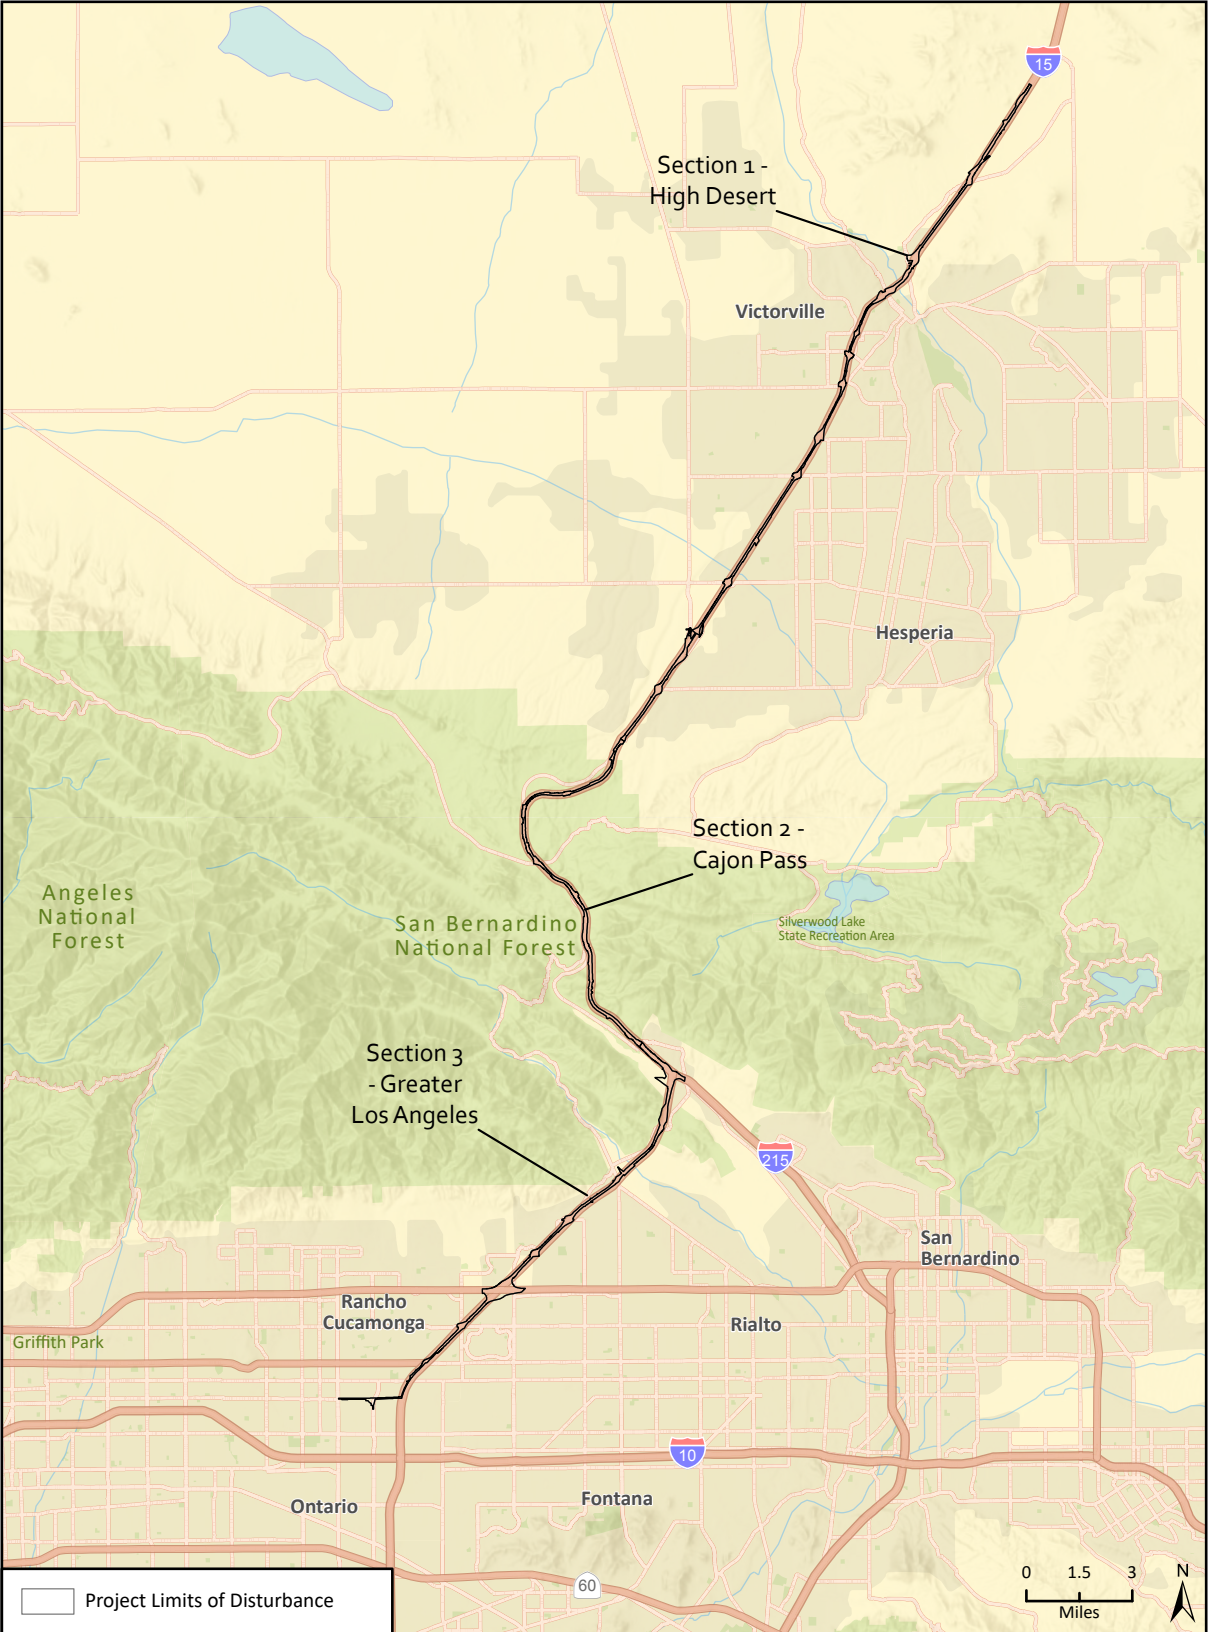 15
Section 1 -
High Desert
Victorville
Hesperia
Section 2 -
Cajon Pass
Angeles
National
Forest
San Bernardino
National Forest
Silverwood Lake
State Recreation Area
Section 3
- Greater
Los Angeles
215
San
Bernardino
Rancho
Cucamonga
Rialto
Griffith Park
10
Ontario
Fontana
60
0 1.5 3
Miles
N
Project Limits of Disturbance